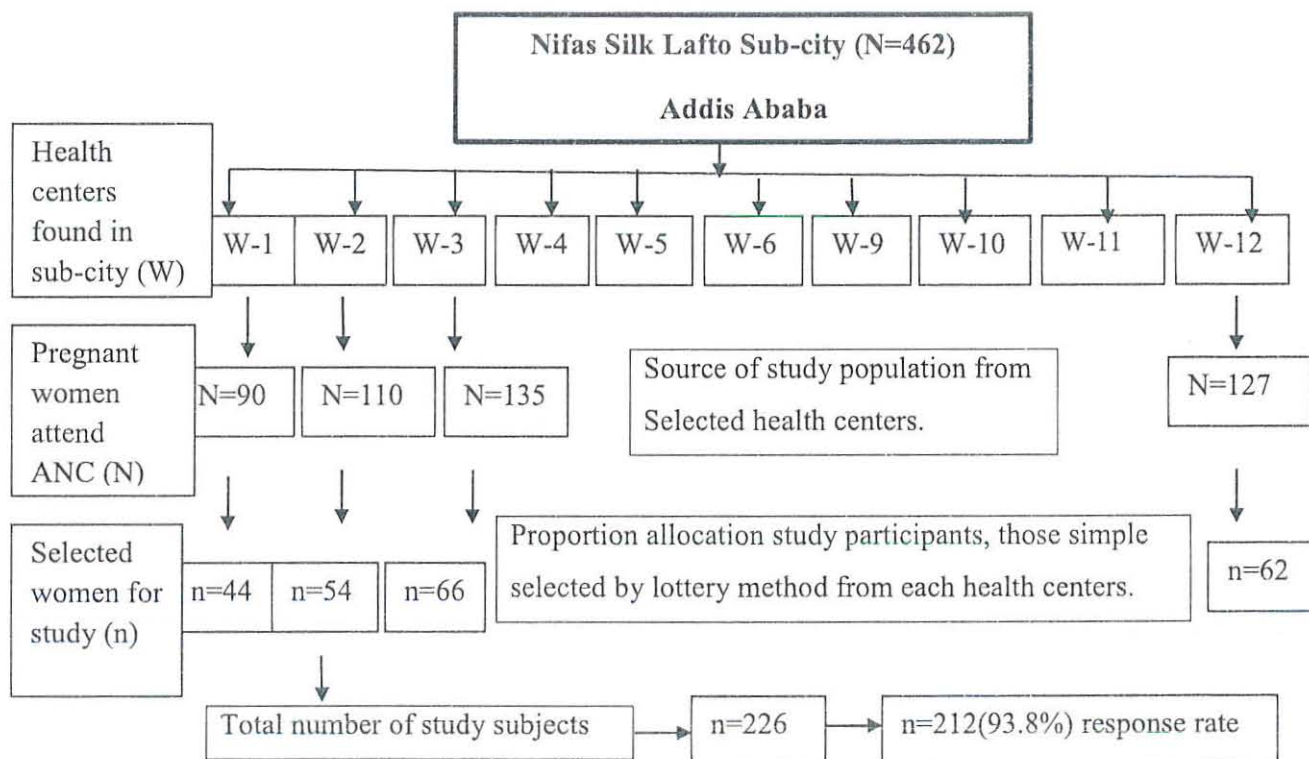 Nifas Silk Lafto Sub-city (N=462)
Addis Ababa
Health
centers
found in
sub-city (W)
W-1
W-2
W-3
W-4
W-5
W-6
W-9
W-10
W-11
W-12
Pregnant
women
attend
ANC (N)
N=90
N=110
N=135
Source of study population from
Selected health centers.
N=127
Selected
women for
study (n)
n=44
n=54
n=66
Proportion allocation study participants, those simple
selected by lottery method from each health centers.
n=62
Total number of study subjects
n=226
n=212(93.8%) response rate